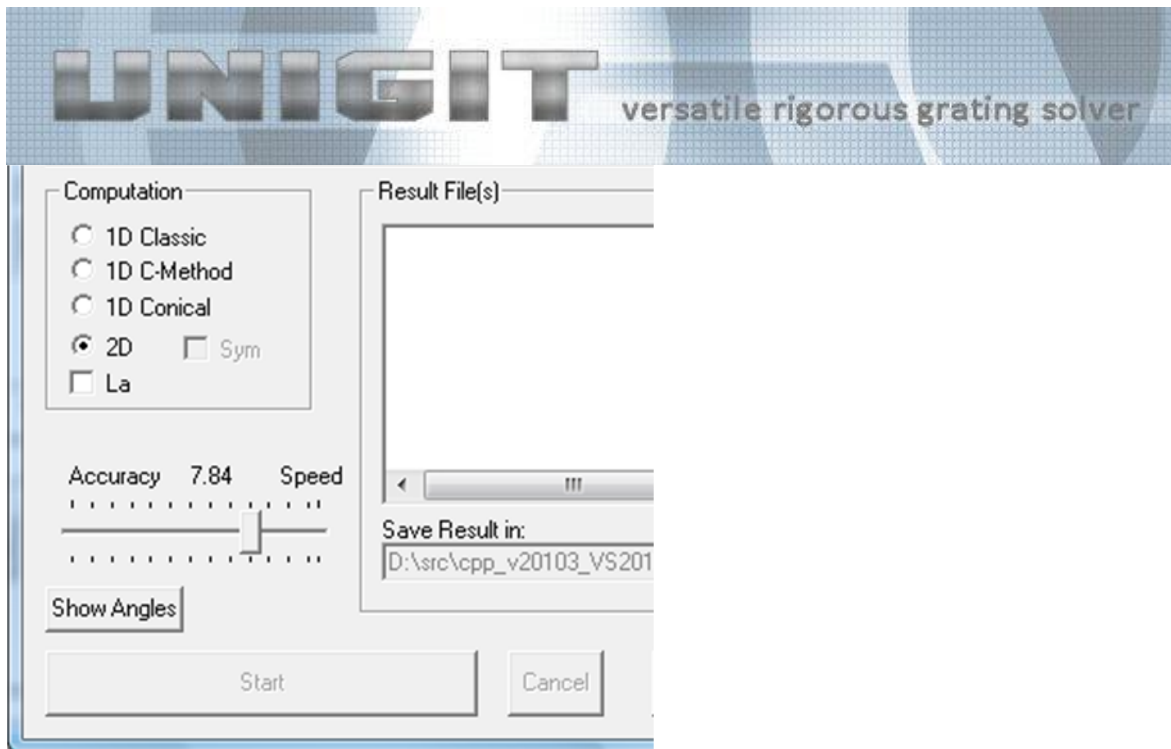 UNIGIT
versatile rigorous grating solver
Computation
1D Classic
1D C-Method
1D Conical
2D Sym
La
Accuracy 7.84 Speed
Show Angles
Result File(s)
Save Result in:
D:\src\cpp_v20103_VS201
Start Cancel